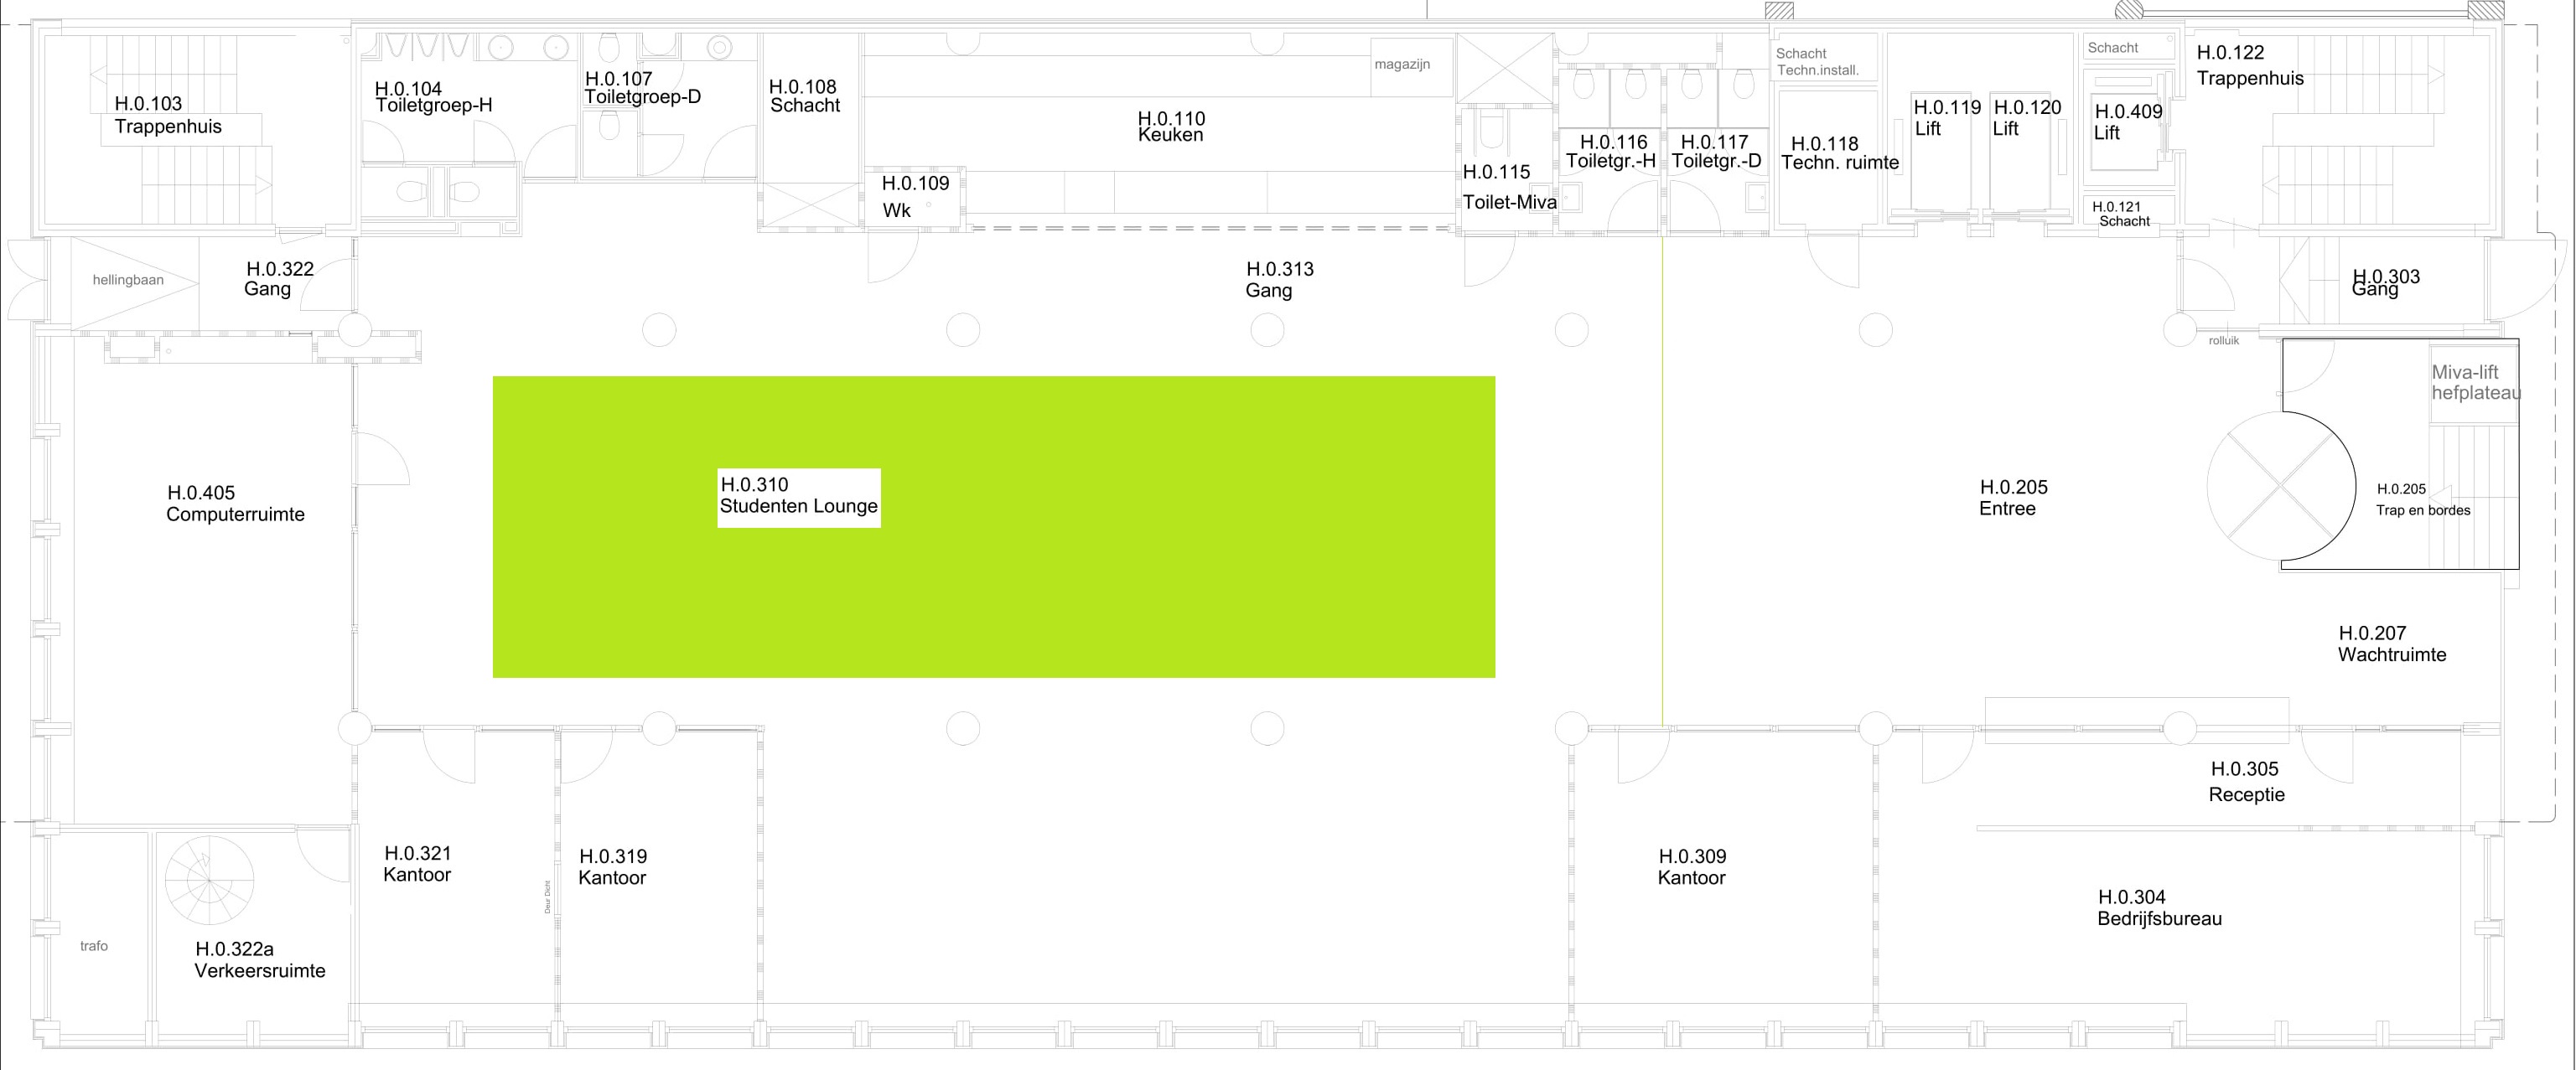 H.0.103
Trappenhuis
H.0.104
Toiletgroep-H
H.0.107
Toiletgroep-D
H.0.108
Schacht
magazijn
H.0.110
Keuken
H.0.109
Wk
H.0.115
Toilet-Miva
H.0.116
Toiletgr.-H
H.0.117
Toiletgr.-D
Schacht
Techn.install.
H.0.118
Techn. ruimte
H.0.119
Lift
H.0.120
Lift
Schacht
H.0.409
Lift
H.0.121
Schacht
H.0.122
Trappenhuis
hellingbaan
H.0.322
Gang
H.0.313
Gang
H.0.303
Gang
rolluik
Miva-lift
hefplateau
H.0.405
Computerruimte
H.0.310
Studenten Lounge
H.0.205
Entree
H.0.205
Trap en bordes
H.0.207
Wachtruimte
H.0.305
Receptie
H.0.321
Kantoor
Deur Dicht
H.0.319
Kantoor
H.0.309
Kantoor
H.0.304
Bedrijfsbureau
trafo
H.0.322a
Verkeersruimte